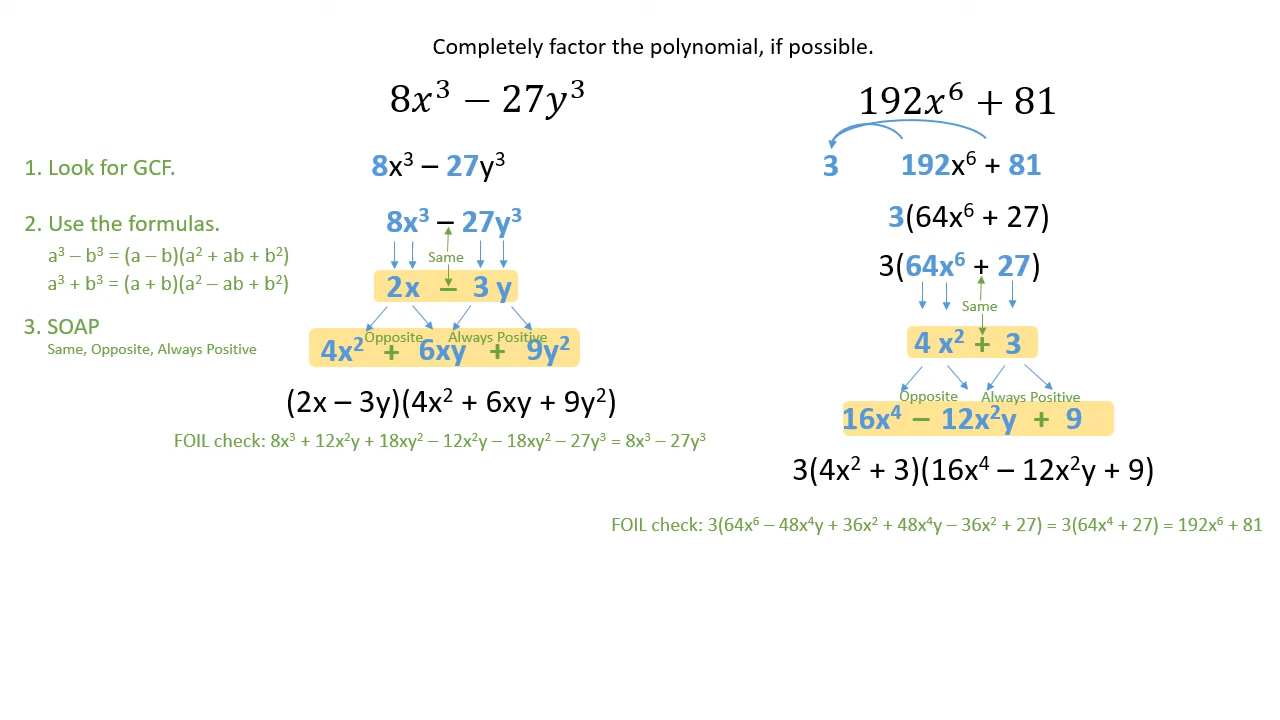 Completely factor the polynomial, if possible.
8x³ − 27y³
192x⁶ + 81
1. Look for GCF.
8x³ – 27y³
3 192x⁶ + 81
3(64x⁶ + 27)
2. Use the formulas.
a³ – b³ = (a – b)(a² + ab + b²)
a³ + b³ = (a + b)(a² – ab + b²)
8x³ – 27y³
Same
2x – 3 y
Opposite Always Positive
4x² + 6xy + 9y²
3(64x⁶ + 27)
Same
4 x² + 3
Opposite Always Positive
16x⁴ – 12x²y + 9
3. SOAP
Same, Opposite, Always Positive
(2x – 3y)(4x² + 6xy + 9y²)
FOIL check: 8x³ + 12x²y + 18xy² – 12x²y – 18xy² – 27y³ = 8x³ – 27y³
3(4x² + 3)(16x⁴ – 12x²y + 9)
FOIL check: 3(64x⁶ – 48x⁴y + 36x² + 48x⁴y – 36x² + 27) = 3(64x⁴ + 27) = 192x⁶ + 81